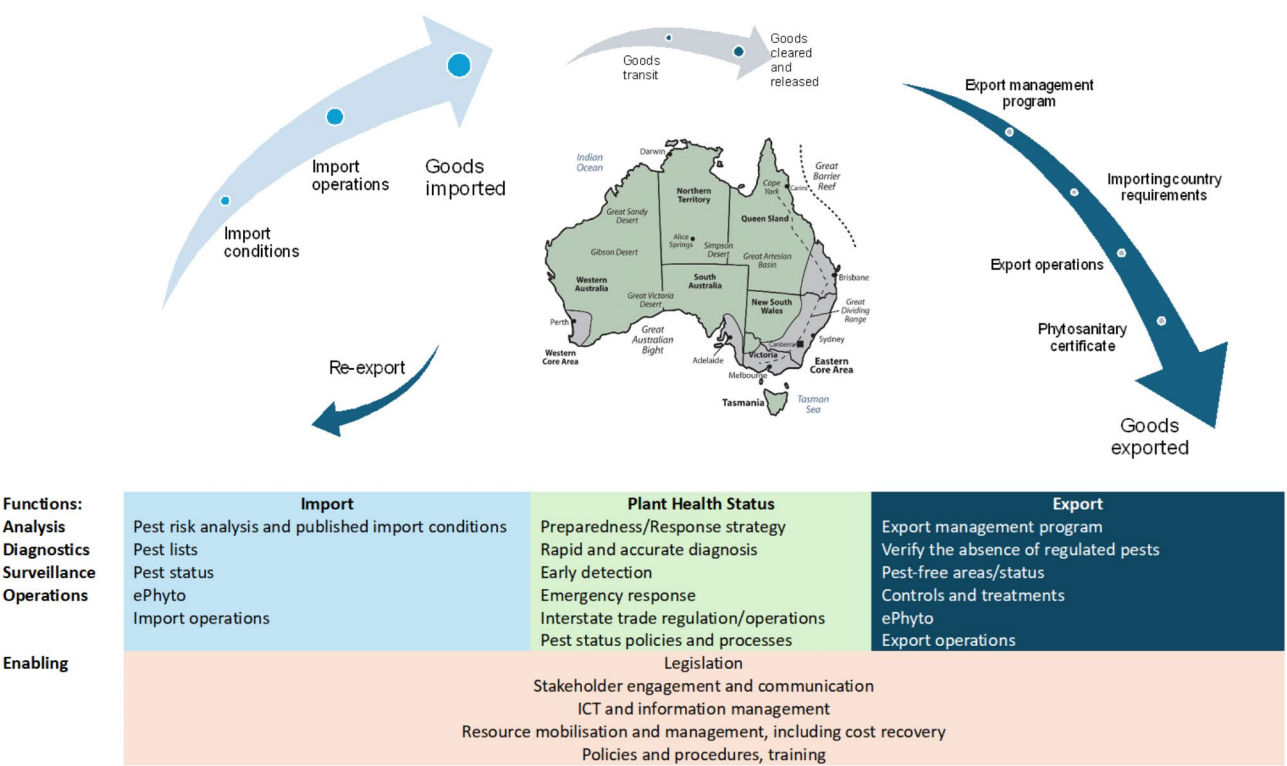 Goods
transit
Goods
cleared
and
released
Import
conditions
Import
operations
Goods
imported
Re-export
Export management
program
Importing country
requirements
Export operations
Phytosanitary
certificate
Goods
exported
Indian
Ocean
Darwin
Great
Barrier
Reef
Cape
York
Carins
Northern
Territory
Queen Sland
Great Sandy
Desert
Alice
Springs
Simpson
Desert
Gibson Desert
Great Artesian
Basin
Western
Australia
South
Australia
Brisbane
Great Victoria
Desert
New South
Wales
Great
Dividing
Range
Perth
Great
Australian
Bight
Western
Core Area
Adelaide
Canberra
Sydney
Victoria
Melbourne
Eastern
Core Area
Tasmania
Tasman
Sea
Functions: Import Plant Health Status Export
Analysis Pest risk analysis and published import conditions Preparedness/Response strategy Export management program
Diagnostics Pest lists Rapid and accurate diagnosis Verify the absence of regulated pests
Surveillance Pest status Early detection Pest-free areas/status
Operations ePhyto Emergency response Controls and treatments
Import operations Interstate trade regulation/operations ePhyto
Pest status policies and processes Export operations
Enabling Legislation
Stakeholder engagement and communication
ICT and information management
Resource mobilisation and management, including cost recovery
Policies and procedures, training